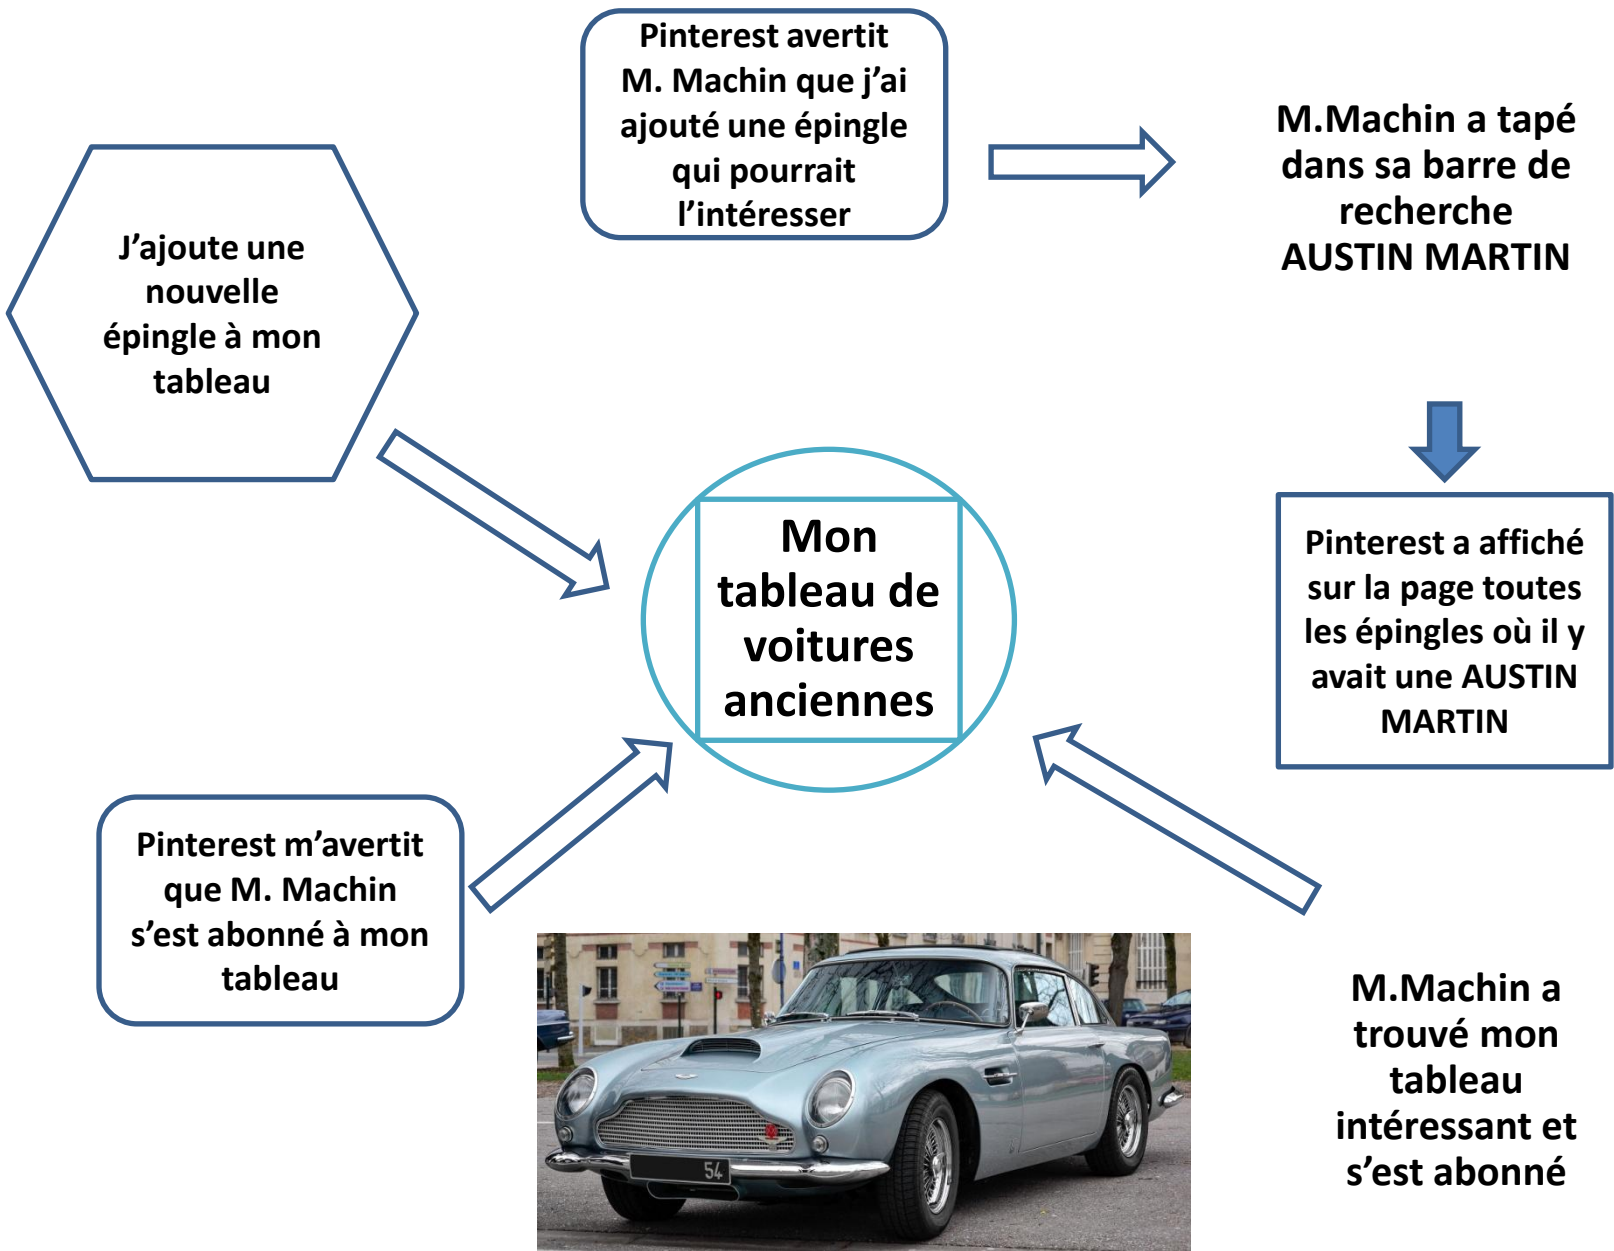 Pinterest avertit
M. Machin que j’ai
ajouté une épingle
qui pourrait
l’intéresser
M.Machin a tapé
dans sa barre de
recherche
AUSTIN MARTIN
J’ajoute une
nouvelle
épingle à mon
tableau
Mon
tableau de
voitures
anciennes
Pinterest a affiché
sur la page toutes
les épingles où il y
avait une AUSTIN
MARTIN
Pinterest m’avertit
que M. Machin
s’est abonné à mon
tableau
M.Machin a
trouvé mon
tableau
intéressant et
s’est abonné
54